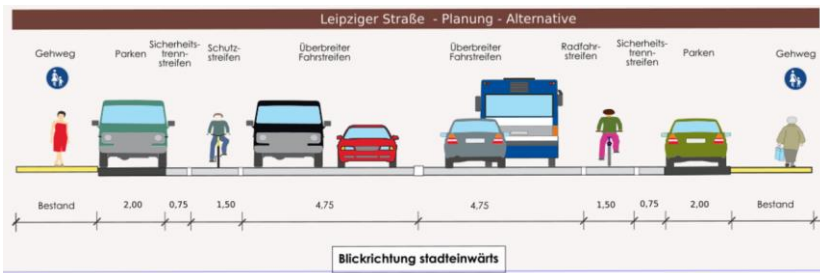 Leipziger Straße - Planung - Alternative
Gehweg
Parken
Sicherheits-
trenn-
streifen
Schutz-
streifen
Überbreiter
Fahrstreifen
Überbreiter
Fahrstreifen
Radfahr-
streifen
Sicherheits-
trenn-
streifen
Parken
Gehweg
Bestand 2,00 0,75 1,50 4,75 4,75 1,50 0,75 2,00 Bestand
Blickrichtung stadteinwärts